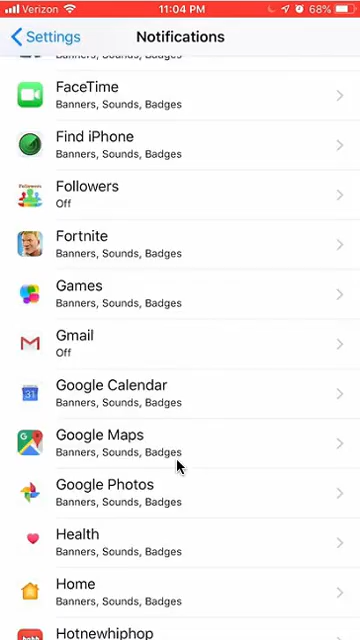 Verizon 11:04 PM 68%
Settings Notifications
Banners, Sounds, Badges
FaceTime
Banners, Sounds, Badges
Find iPhone
Banners, Sounds, Badges
Followers
Off
Fortnite
Banners, Sounds, Badges
Games
Banners, Sounds, Badges
Gmail
Off
31
Google Calendar
Banners, Sounds, Badges
G
Google Maps
Banners, Sounds, Badges
Google Photos
Banners, Sounds, Badges
Health
Banners, Sounds, Badges
Home
Banners, Sounds, Badges
Hotnewhiphop